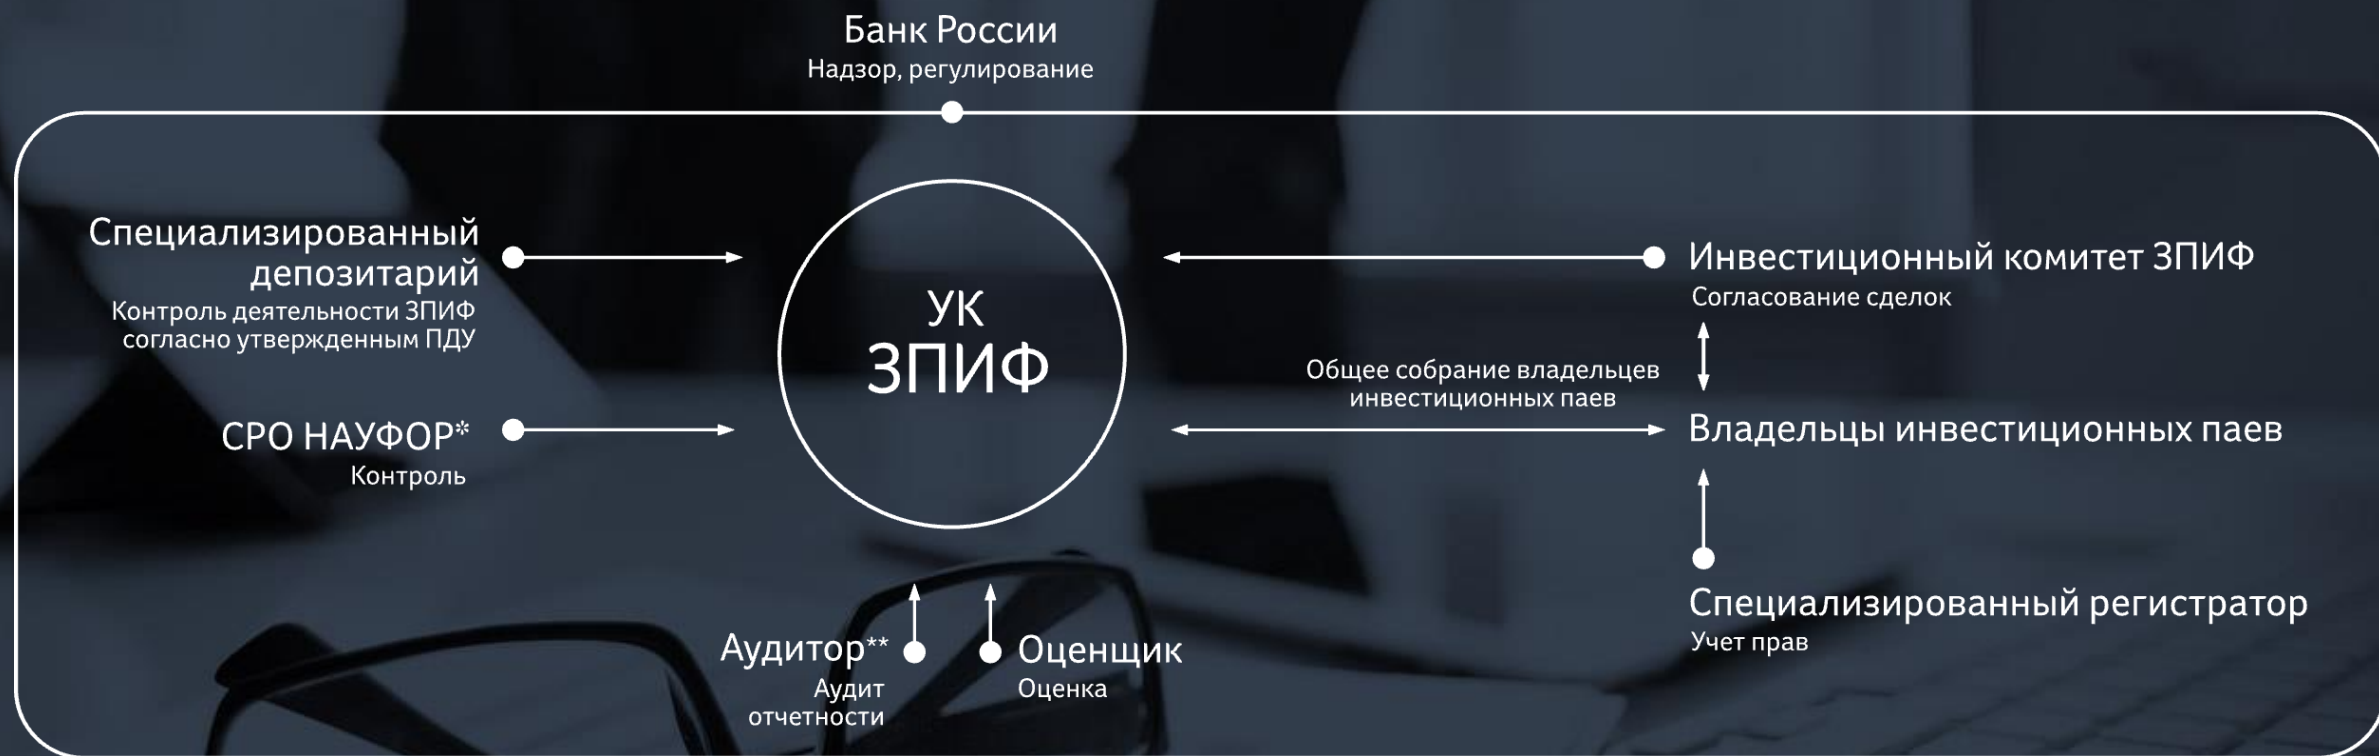 Банк России
Надзор, регулирование
Специализированный
депозитарий
Контроль деятельности ЗПИФ
согласно утвержденным ПДУ
СРО НАУФОР*
Контроль
УК
ЗПИФ
Инвестиционный комитет ЗПИФ
Согласование сделок
Общее собрание владельцев
инвестиционных паев
Владельцы инвестиционных паев
Специализированный регистратор
Учет прав
Аудитор**
Аудит
отчетности
Оценщик
Оценка